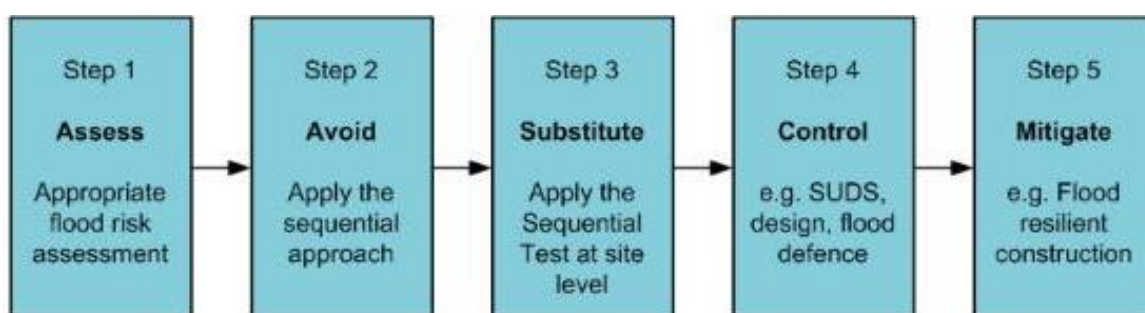 Step 1
Assess
Appropriate
flood risk
assessment
Step 2
Avoid
Apply the
sequential
approach
Step 3
Substitute
Apply the
Sequential
Test at site
level
Step 4
Control
e.g. SUDS,
design, flood
defence
Step 5
Mitigate
e.g. Flood
resilient
construction